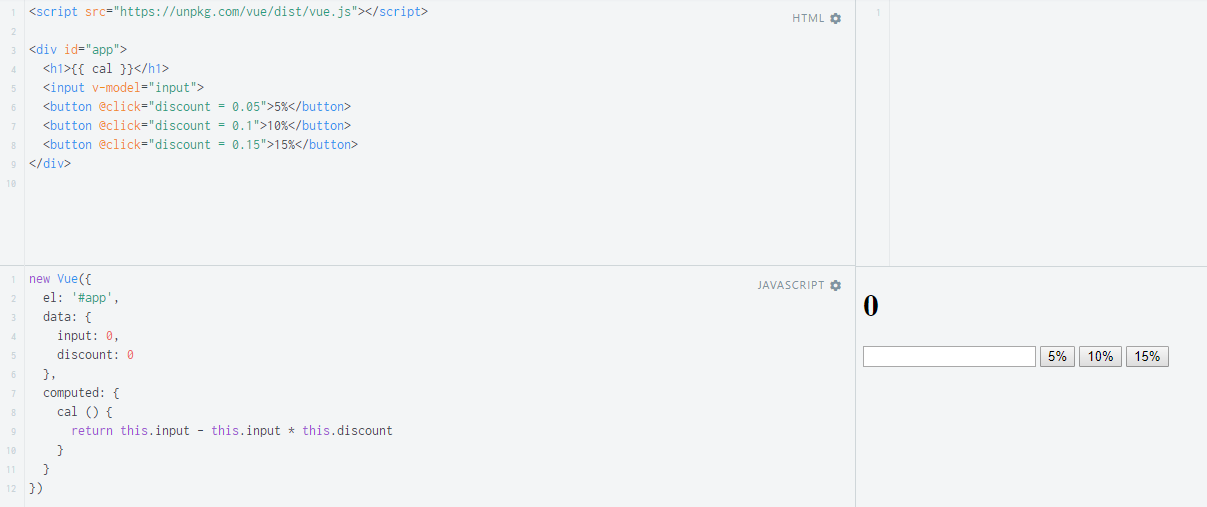 1 <script src="https://unpkg.com/vue/dist/vue.js"></script>
HTML
2
3 <div id="app">
4   <h1>{{ cal }}</h1>
5   <input v-model="input">
6   <button @click="discount = 0.05">5%</button>
7   <button @click="discount = 0.1">10%</button>
8   <button @click="discount = 0.15">15%</button>
9 </div>
10
1
1 new Vue({
JAVASCRIPT
2   el: '#app',
3   data: {
4     input: 0,
5     discount: 0
6   },
7   computed: {
8     cal () {
9       return this.input - this.input * this.discount
10     }
11   }
12 })
0
5% 10% 15%